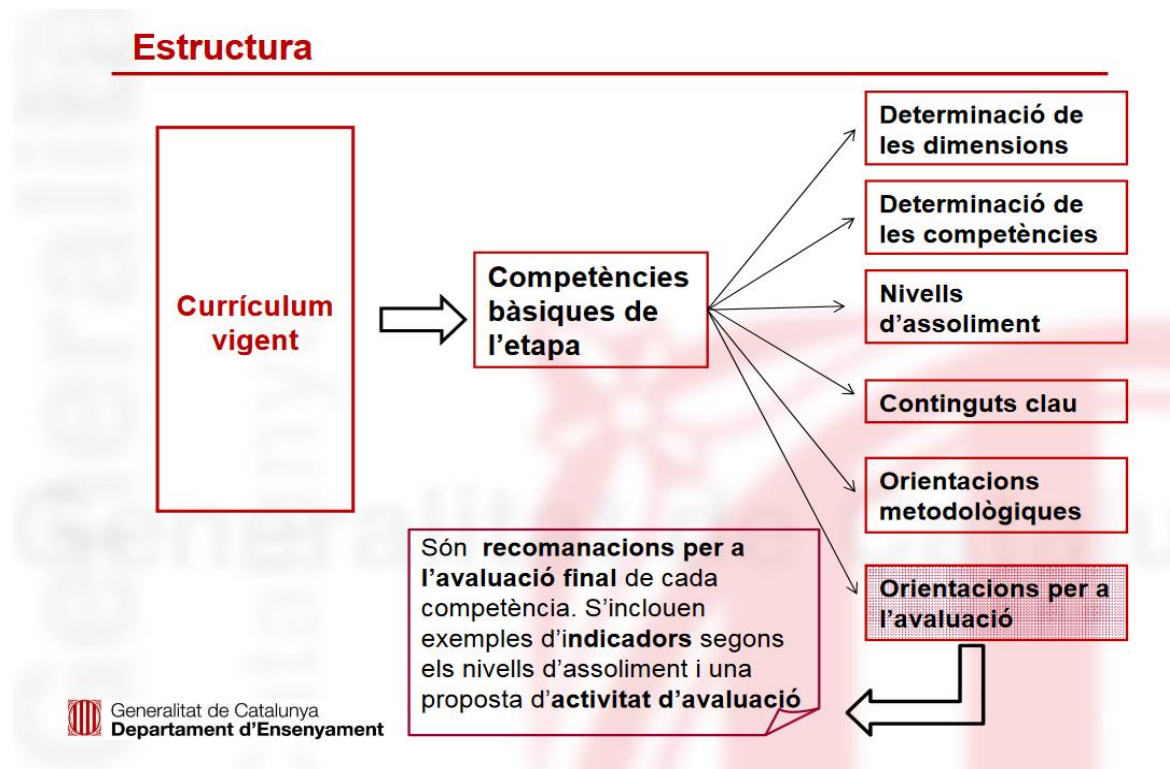 Estructura
Currículum
vigent
Competències
bàsiques de
l’etapa
Determinació de
les dimensions
Determinació de
les competències
Nivells
d’assoliment
Continguts clau
Orientacions
metodològiques
Orientacions per a
l’avaluació
Són recomanacions per a
l’avaluació final de cada
competència. S’inclouen
exemples d’indicadors segons
els nivells d’assoliment i una
proposta d’activitat d’avaluació
Generalitat de Catalunya
Departament d’Ensenyament